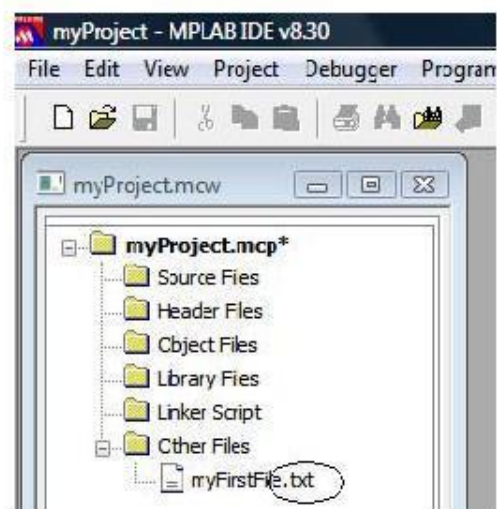 myProject - MPLAB IDE v8.30
File Edit View Project Debugger Program
myProject.mcw
myProject.mcp*
Source Files
Header Files
Object Files
Library Files
Linker Script
Other Files
myFirstFile.txt